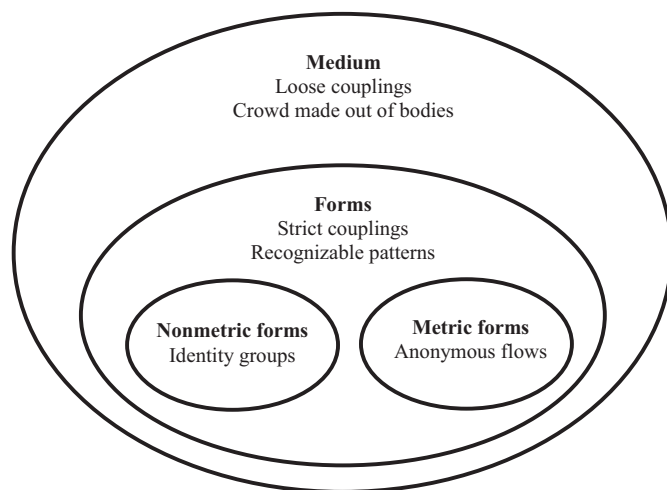 Medium
Loose couplings
Crowd made out of bodies
Forms
Strict couplings
Recognizable patterns
Nonmetric forms
Identity groups
Metric forms
Anonymous flows